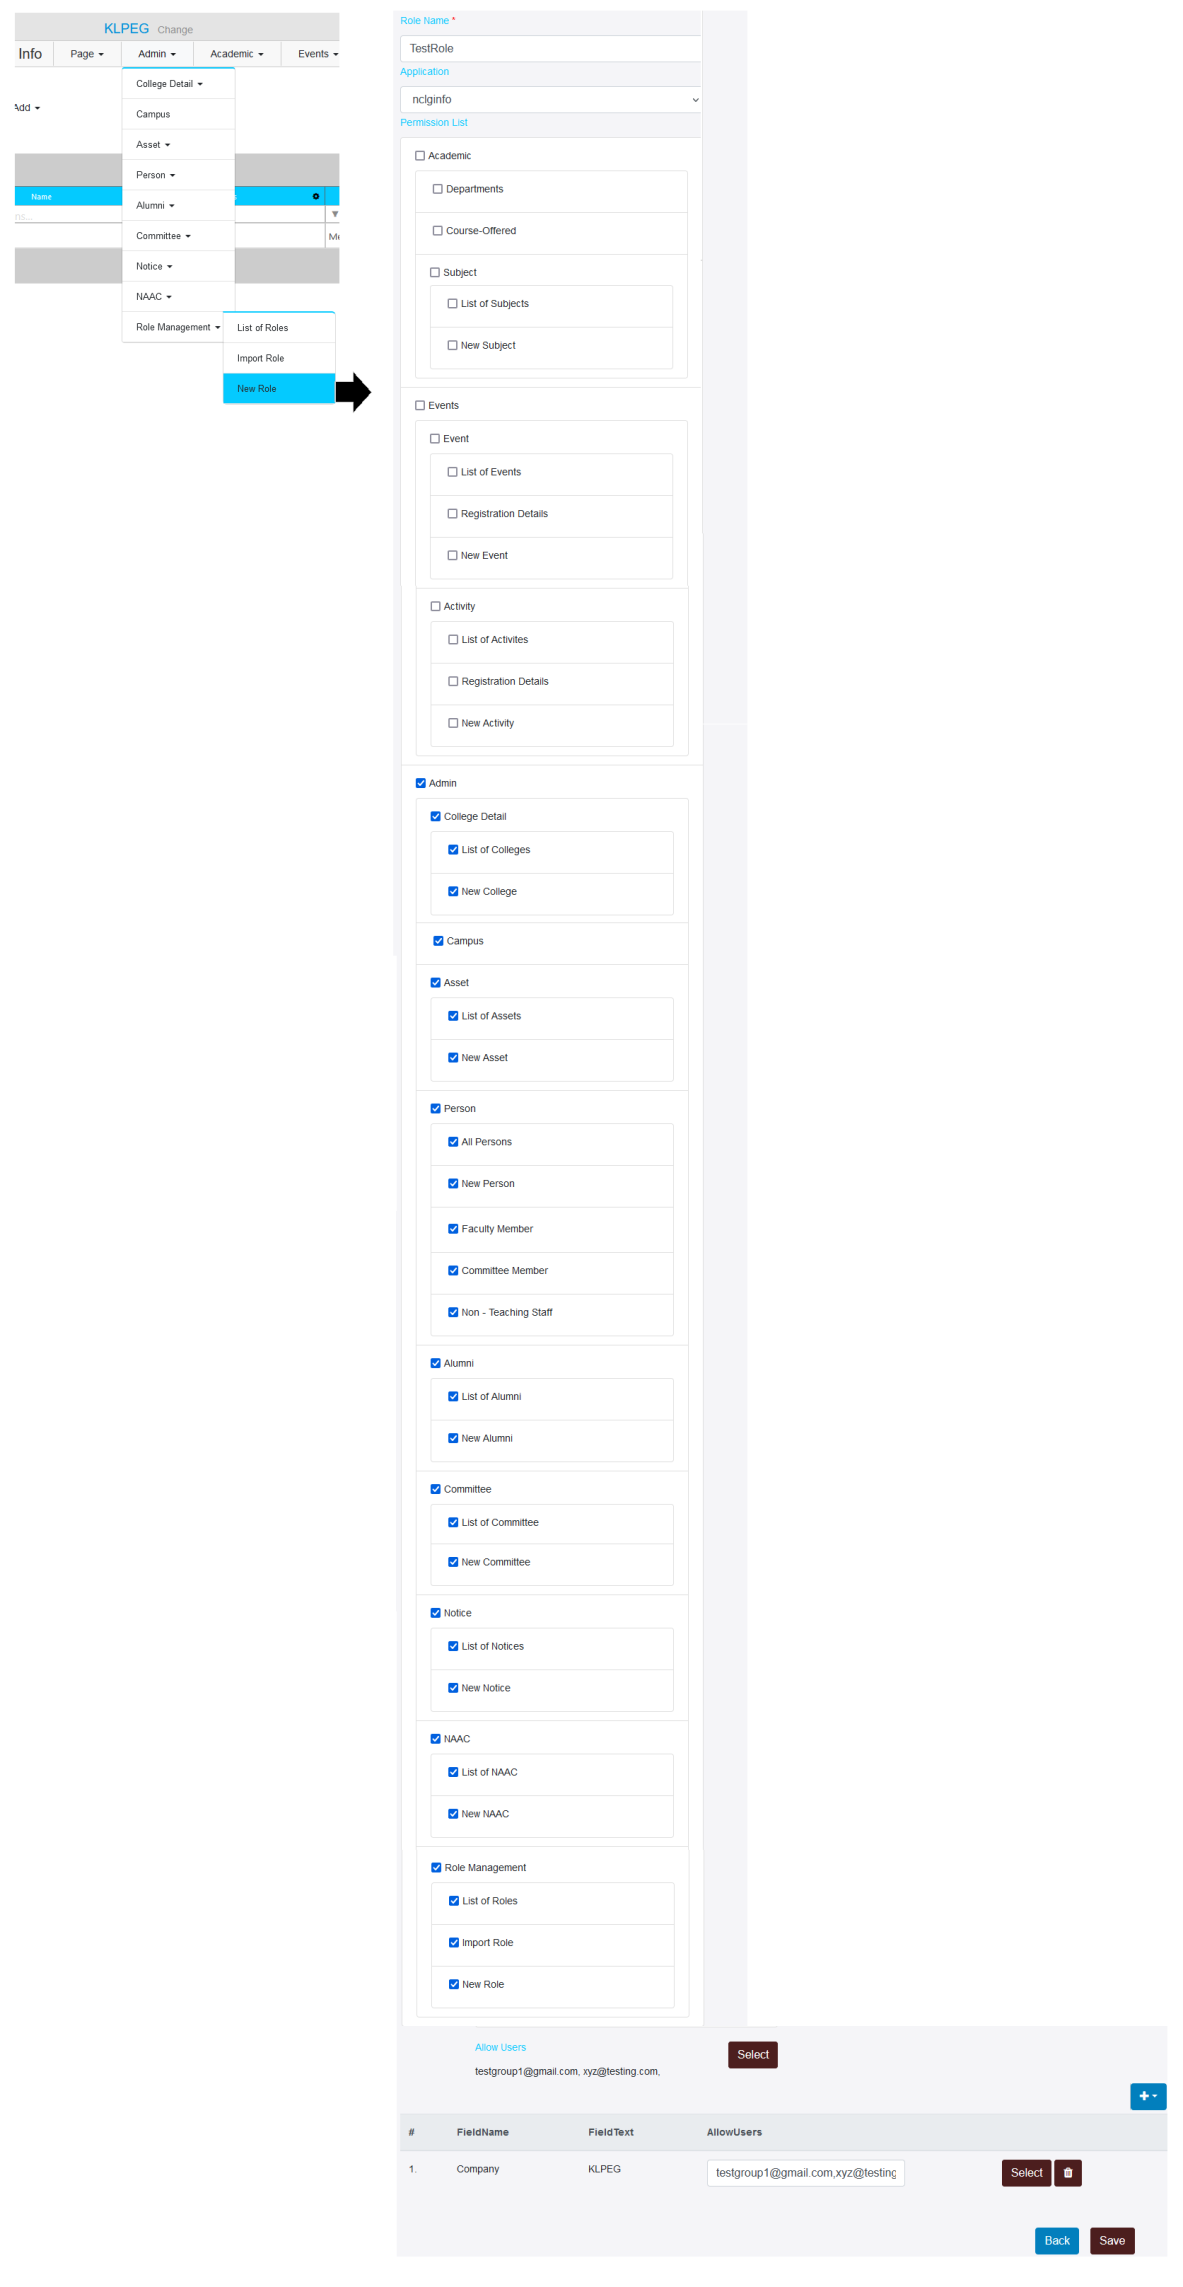 KLPEG Change
Info Page Admin Academic Events
Add
College Detail
Campus
Asset
Person
Alumni
Committee
Notice
NAAC
Role Management
List of Roles
Import Role
New Role
Name
Role Name *
TestRole
Application
nclginfo
Permission List
Academic
Departments
Course-Offered
Subject
List of Subjects
New Subject
Events
Event
List of Events
Registration Details
New Event
Activity
List of Activites
Registration Details
New Activity
Admin
College Detail
List of Colleges
New College
Campus
Asset
List of Assets
New Asset
Person
All Persons
New Person
Faculty Member
Committee Member
Non - Teaching Staff
Alumni
List of Alumni
New Alumni
Committee
List of Committee
New Committee
Notice
List of Notices
New Notice
NAAC
List of NAAC
New NAAC
Role Management
List of Roles
Import Role
New Role
Allow Users
Select
testgroup1@gmail.com, xyz@testing.com,
# FieldName FieldText AllowUsers
1. Company KLPEG testgroup1@gmail.com,xyz@testing Select
Back Save